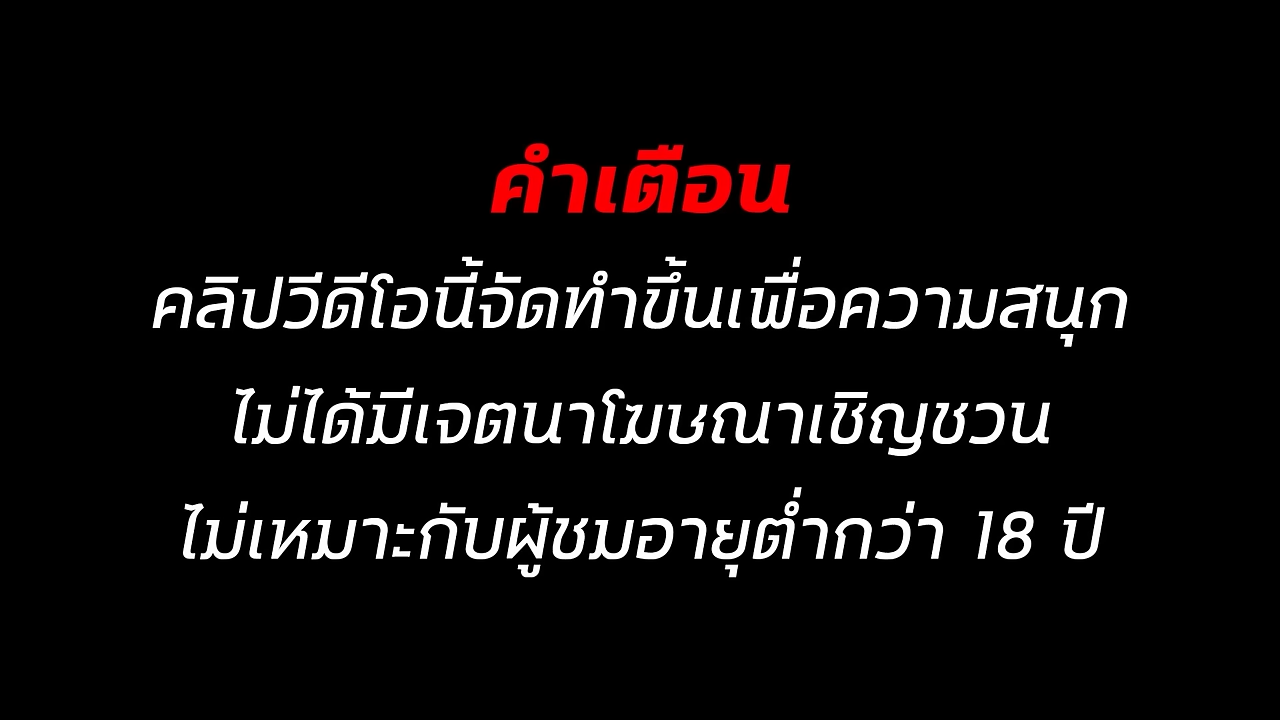 คำเตือน
คลิปวีดีโอนี้จัดทำขึ้นเพื่อความสนุก
ไม่ได้มีเจตนาโฆษณาเชิญชวน
ไม่เหมาะกับผู้ชมอายุต่ำกว่า 18 ปี